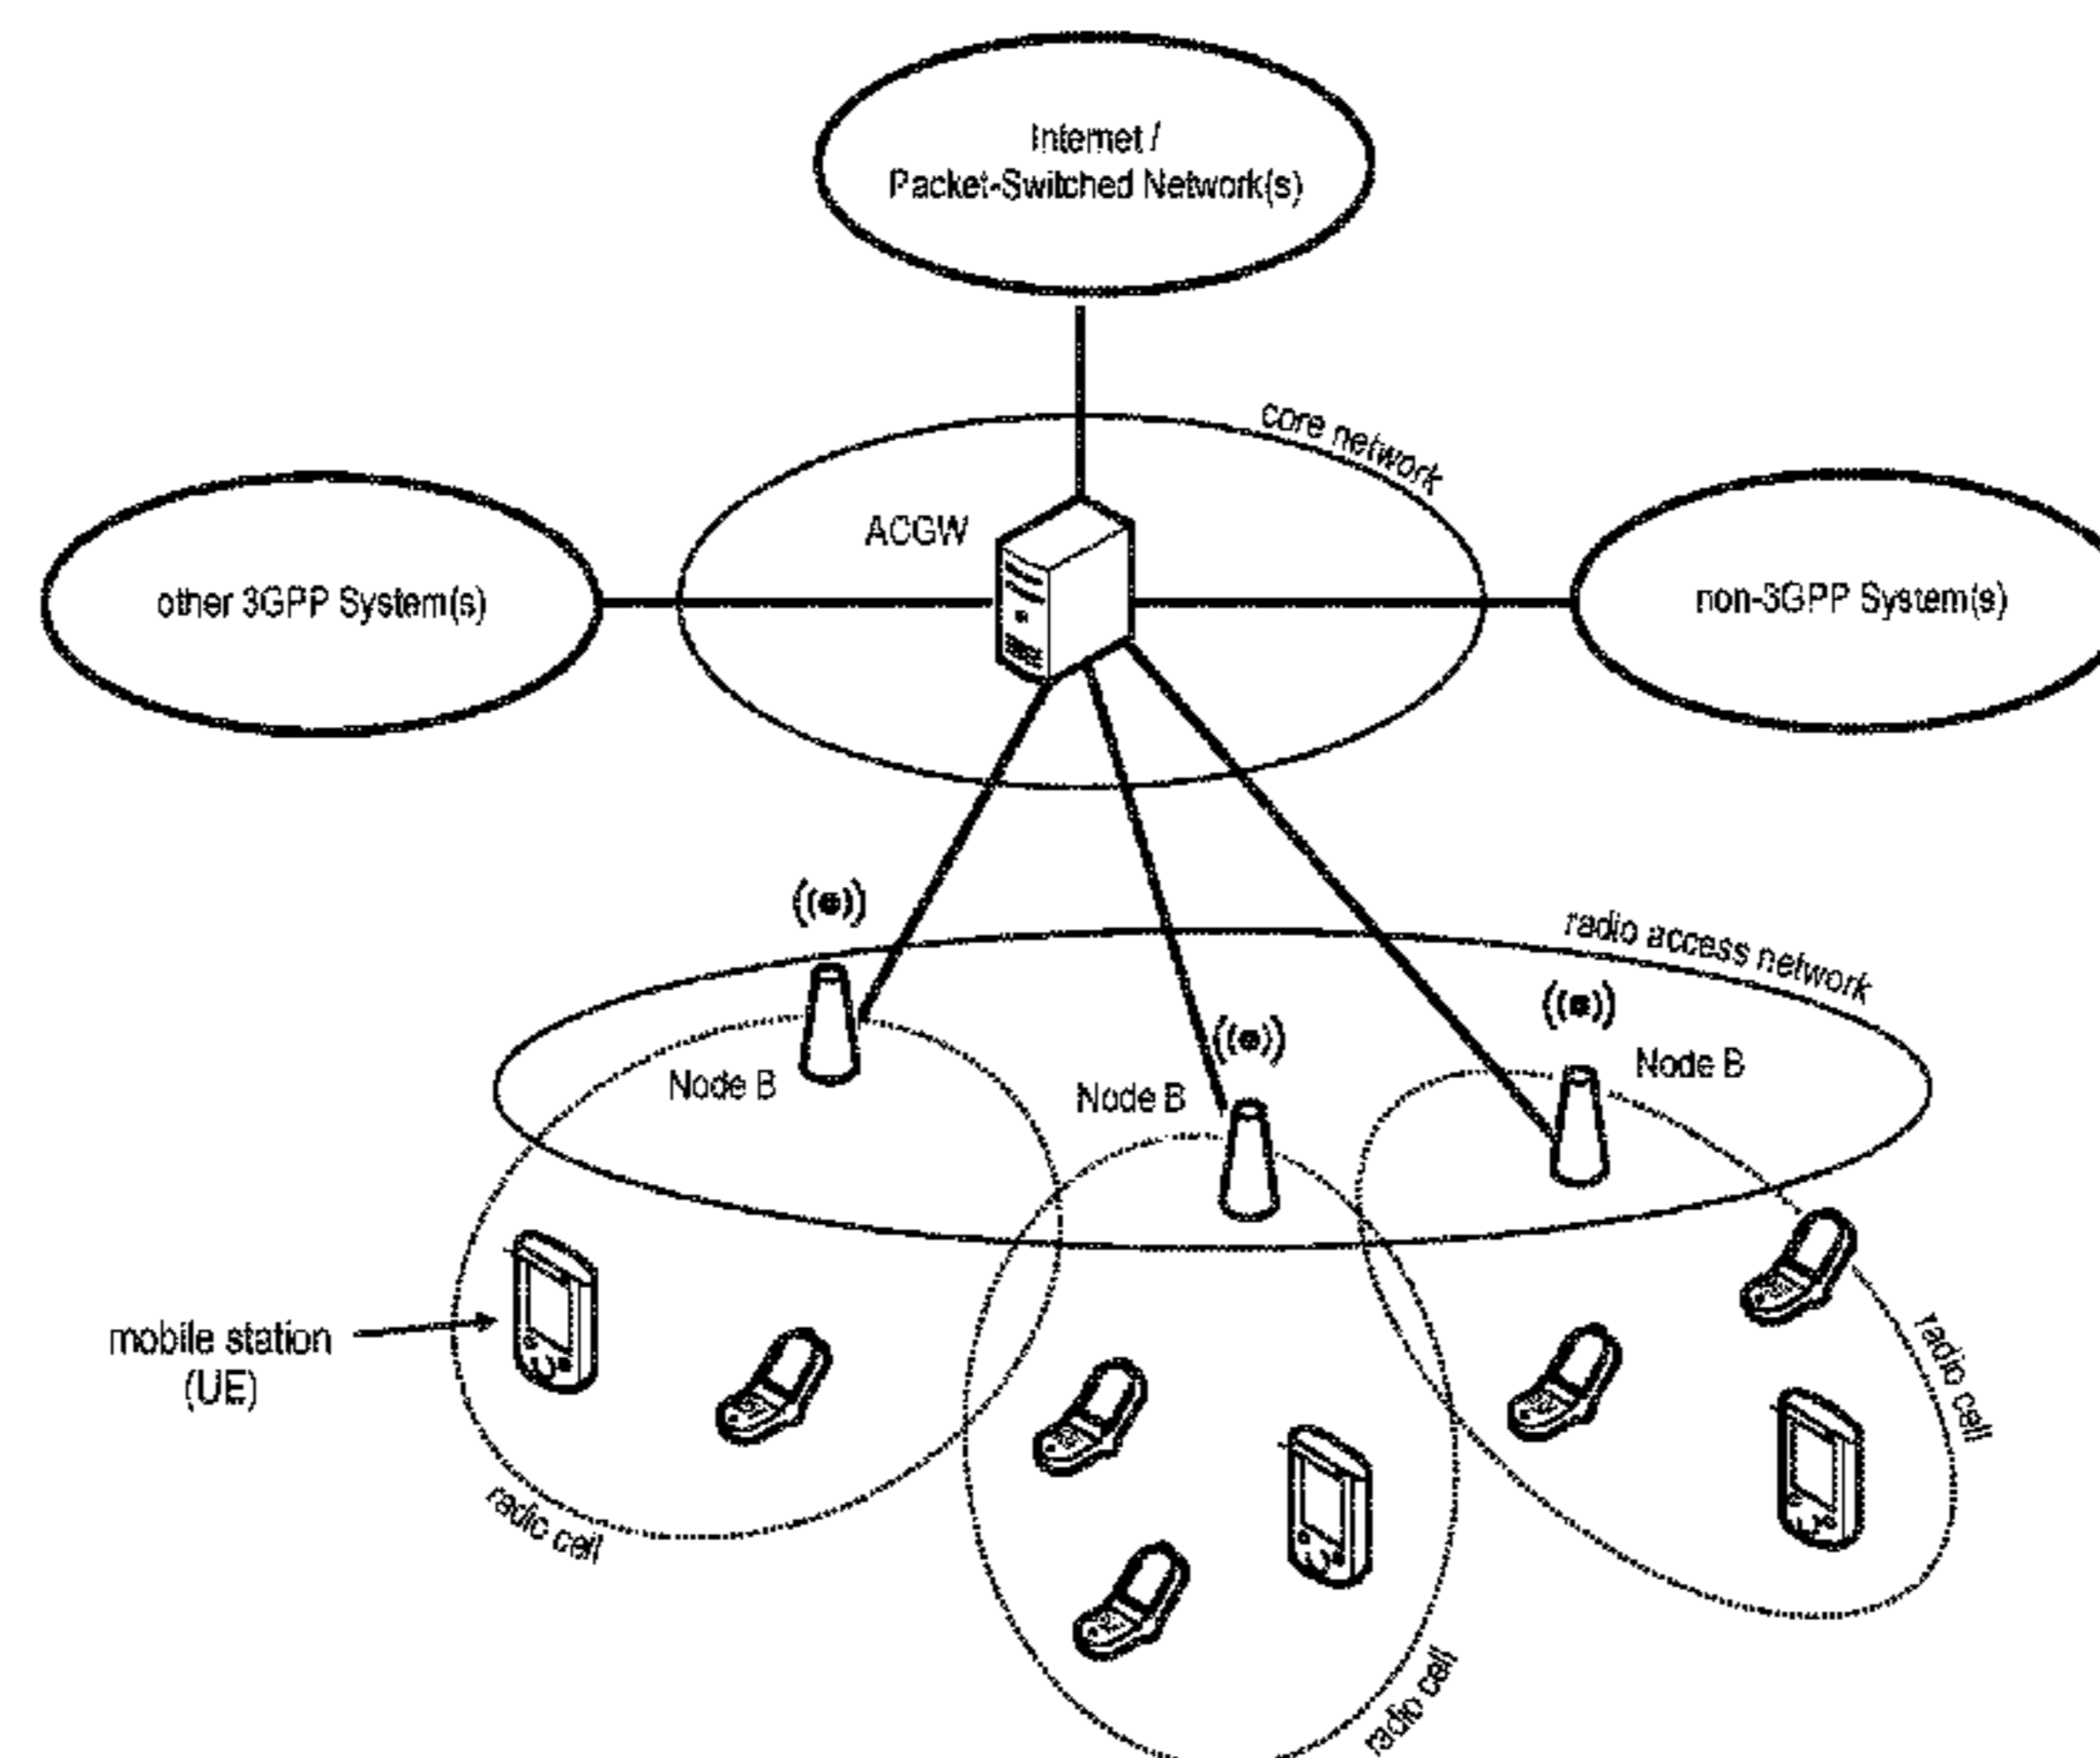 Internet /
Packet-Switched Network(s)
core network
ACGW
other 3GPP System(s)
non-3GPP System(s)
radio access network
Node B
Node B
Node B
mobile station
(UE)
radio cell
radio cell
radio cell